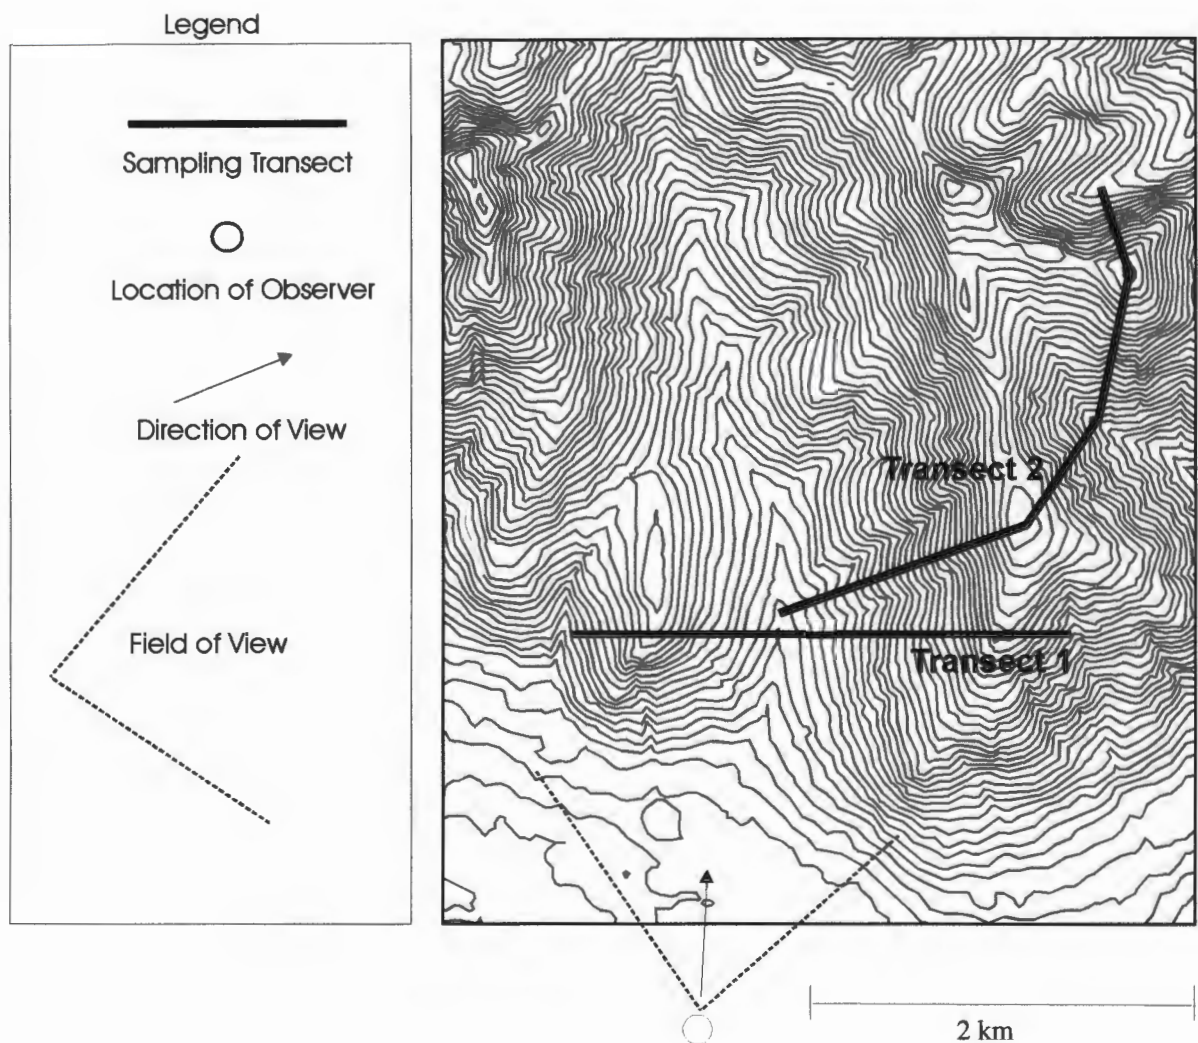 Legend
Sampling Transect
Location of Observer
Direction of View
Field of View
Transect 2
Transect 1
2 km